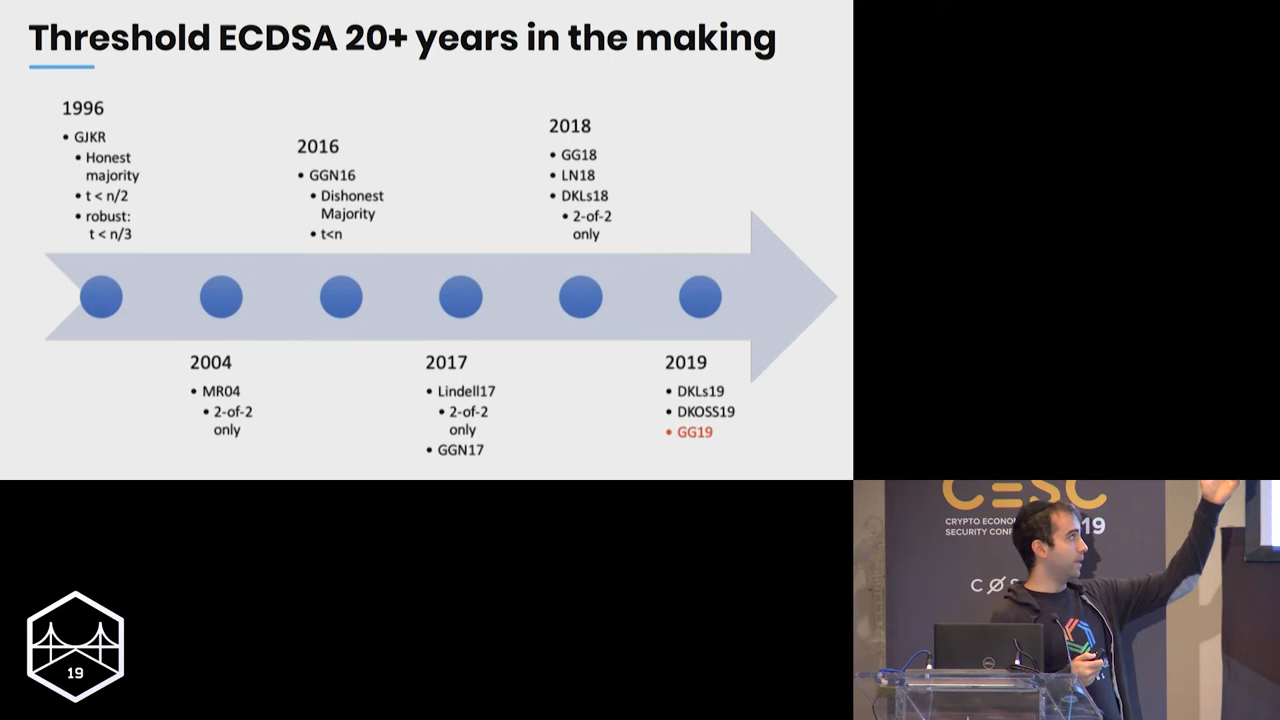 Threshold ECDSA 20+ years in the making
1996
• GJKR
• Honest
majority
• t < n/2
• robust:
t < n/3
2016
• GGN16
• Dishonest
Majority
• t<n
2018
• GG18
• LN18
• DKLs18
• 2-of-2
only
2004
• MR04
• 2-of-2
only
2017
• Lindell17
• 2-of-2
only
• GGN17
2019
• DKLs19
• DKOSS19
• GG19
CESC
CRYPTO ECONO
SECURITY CONF
19
DELL
19